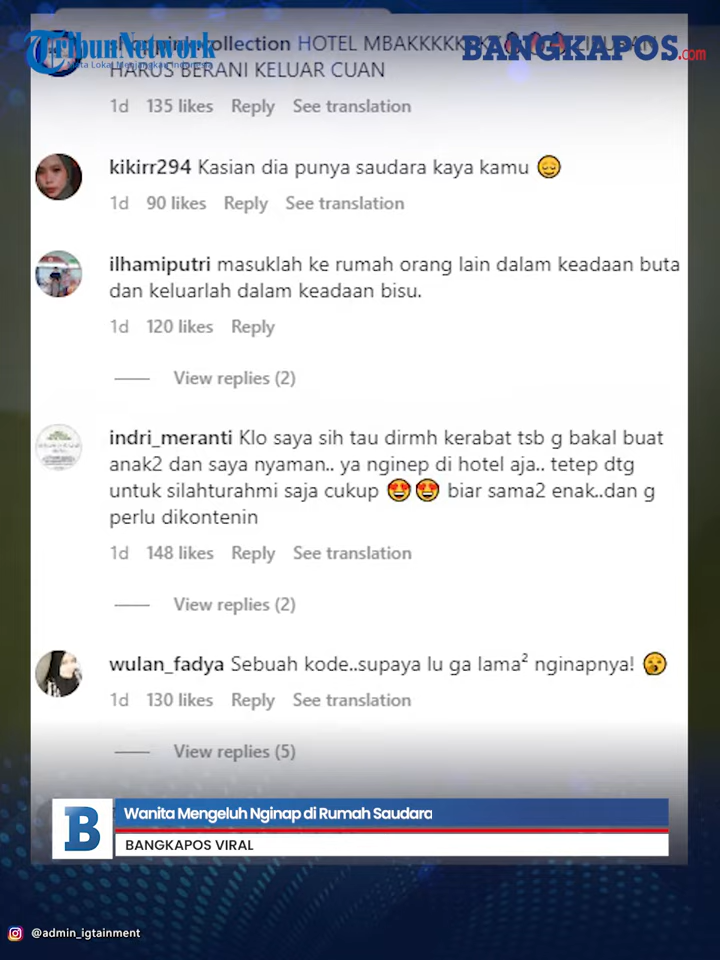 TribunNetwork
Mata Lokal Menjangkau Indonesia
BANGKAPOS.com
collection HOTEL MBAKKKKK
HARUS BERANI KELUAR CUAN
1d 135 likes Reply See translation
kikirr294 Kasian dia punya saudara kaya kamu 😌
1d 90 likes Reply See translation
ilhamiputri masuklah ke rumah orang lain dalam keadaan buta
dan keluarlah dalam keadaan bisu.
1d 120 likes Reply
View replies (2)
indri_meranti Klo saya sih tau dirmh kerabat tsb g bakal buat
anak2 dan saya nyaman.. ya nginep di hotel aja.. tetep dtg
untuk silahturahmi saja cukup 😍😍 biar sama2 enak..dan g
perlu dikontenin
1d 148 likes Reply See translation
View replies (2)
wulan_fadya Sebuah kode..supaya lu ga lama² nginapnya! 🥱
1d 130 likes Reply See translation
View replies (5)
B
Wanita Mengeluh Nginap di Rumah Saudara
BANGKAPOS VIRAL
@admin_igtainment